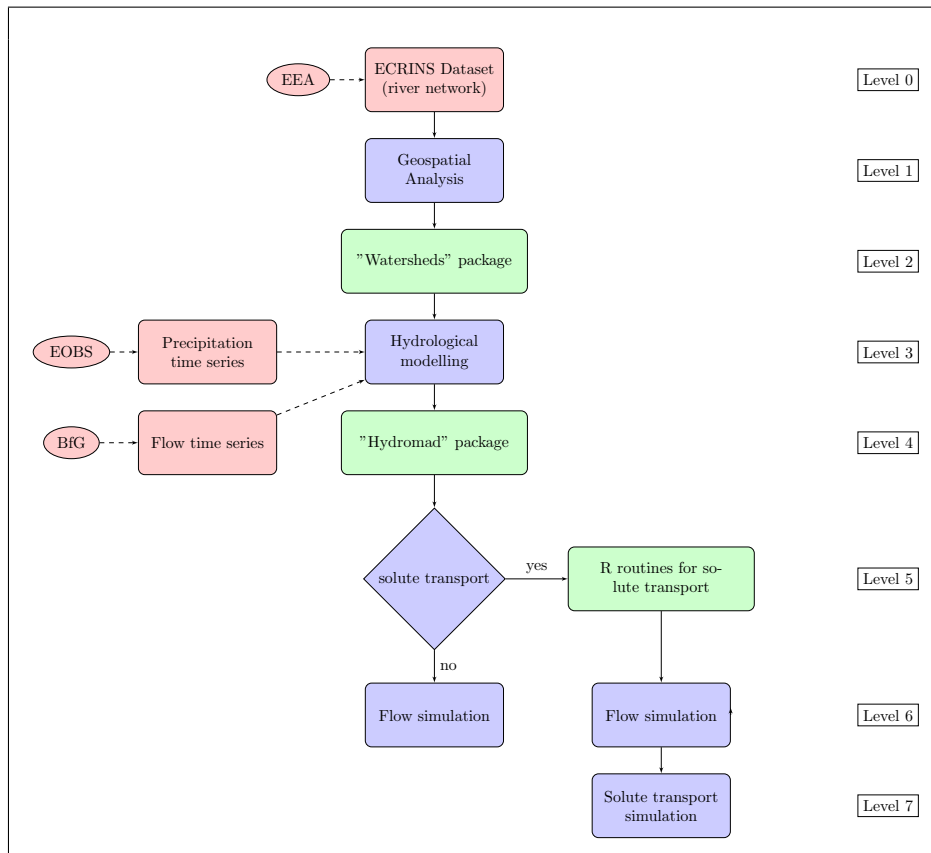 EEA
ECRINS Dataset
(river network)
Level 0
Geospatial
Analysis
Level 1
”Watersheds” package
Level 2
EOBS
Precipitation
time series
Hydrological
modelling
Level 3
BfG
Flow time series
”Hydromad” package
Level 4
solute transport
yes
R routines for so-
lute transport
Level 5
no
Flow simulation
Flow simulation
Level 6
Solute transport
simulation
Level 7